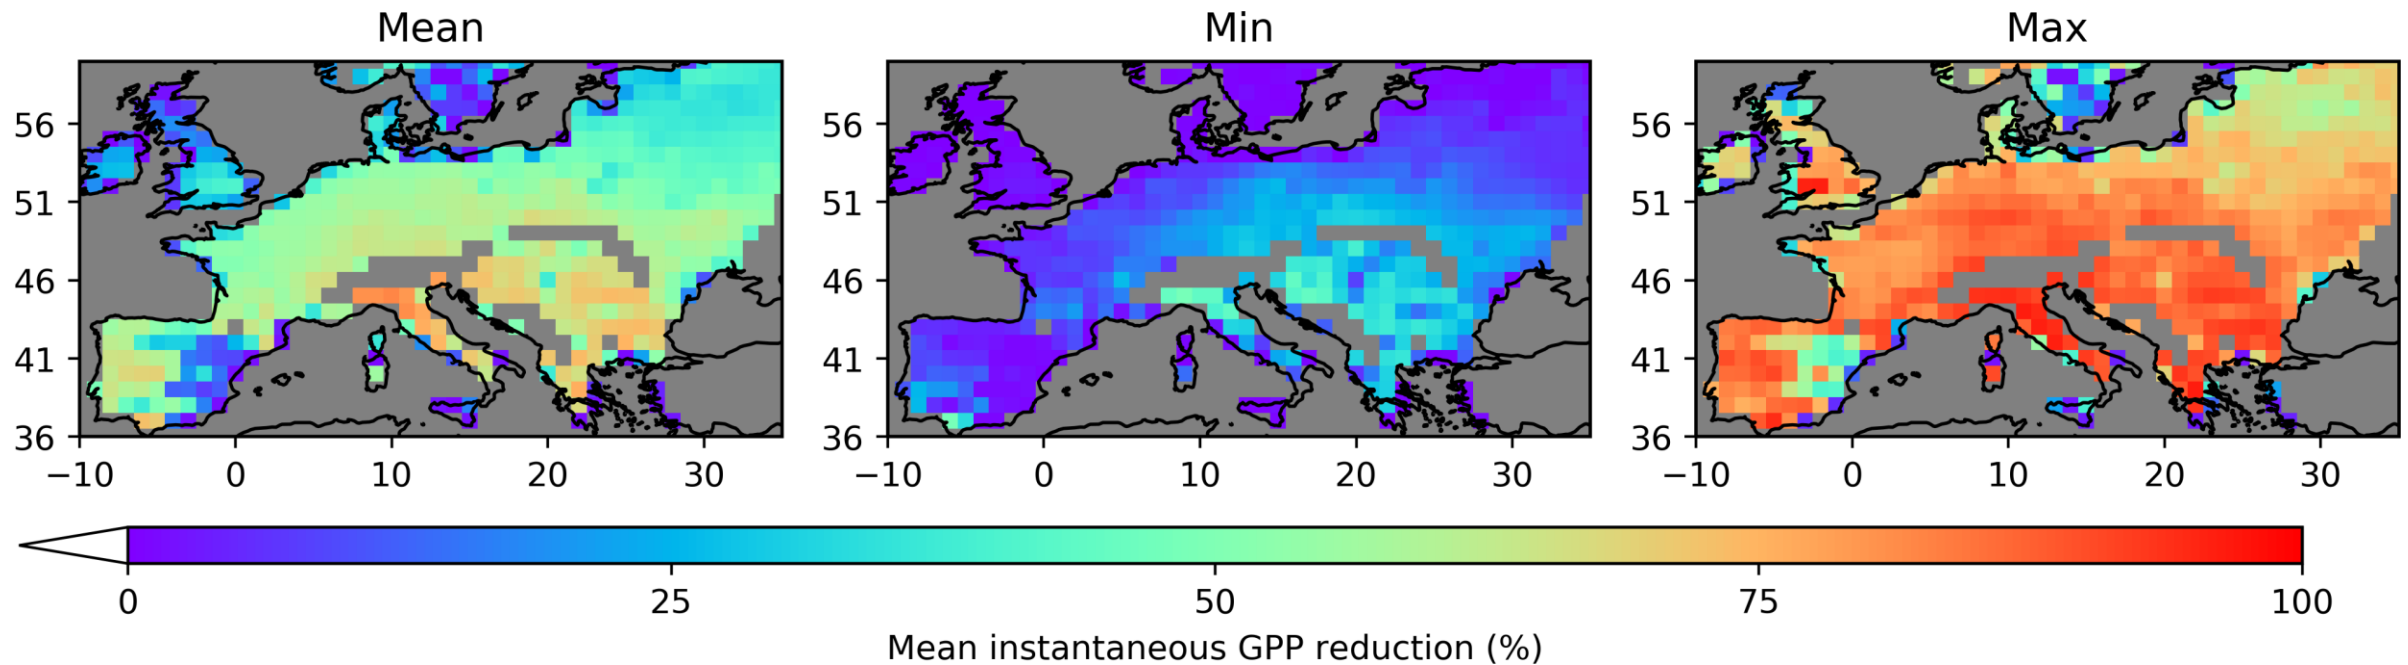 Mean Min Max
56 56 56
51 51 51
46 46 46
41 41 41
36 36 36
−10 0 10 20 30 −10 0 10 20 30 −10 0 10 20 30
0 25 50 75 100
Mean instantaneous GPP reduction (%)